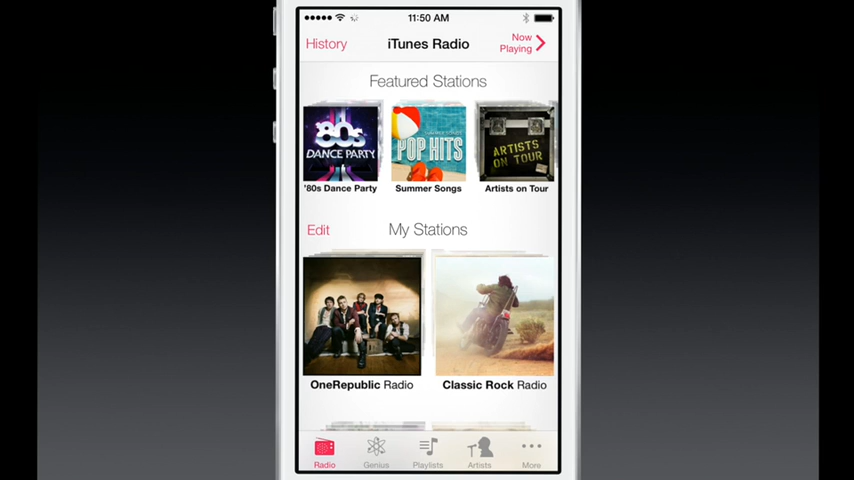 11:50 AM
History
iTunes Radio
Now
Playing
Featured Stations
'80s
DANCE PARTY
POP HITS
ARTISTS
ON TOUR
'80s Dance Party
Summer Songs
Artists on Tour
Edit
My Stations
OneRepublic Radio
Classic Rock Radio
Radio
Genius
Playlists
Artists
More